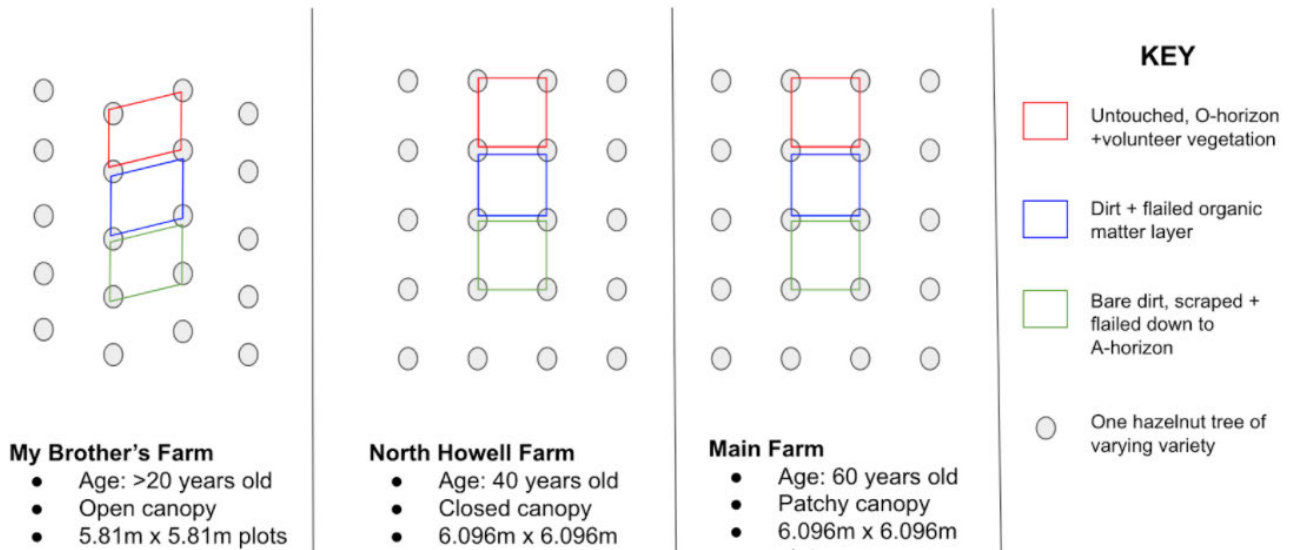 My Brother's Farm
● Age: >20 years old
● Open canopy
● 5.81m x 5.81m plots
North Howell Farm
● Age: 40 years old
● Closed canopy
● 6.096m x 6.096m
Main Farm
● Age: 60 years old
● Patchy canopy
● 6.096m x 6.096m
KEY
Untouched, O-horizon
+volunteer vegetation
Dirt + flailed organic
matter layer
Bare dirt, scraped +
flailed down to
A-horizon
One hazelnut tree of
varying variety